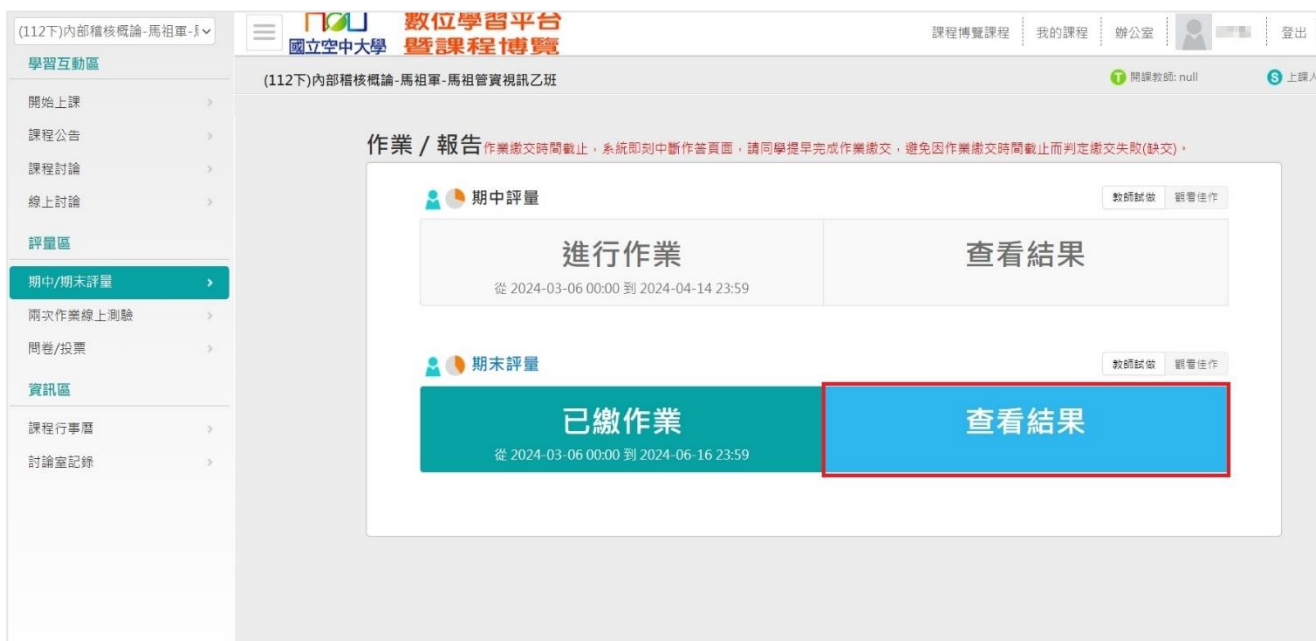 (112下)內部稽核概論-馬祖軍-
學習互動區
開始上課
課程公告
課程討論
線上討論
評量區
期中/期末評量
兩次作業線上測驗
問卷/投票
資訊區
課程行事曆
討論室記錄
NOU
國立空中大學
數位學習平台
暨課程博覽
課程博覽課程
我的課程
辦公室
登出
(112下)內部稽核概論-馬祖軍-馬祖管資視訊乙班
T 開課教師: null
S 上課
作業 / 報告 作業繳交時間截止,系統即刻中斷作答頁面,請同學提早完成作業繳交,避免因作業繳交時間截止而判定繳交失敗(缺交)。
期中評量
教師試做
觀看佳作
進行作業
從 2024-03-06 00:00 到 2024-04-14 23:59
查看結果
期末評量
教師試做
觀看佳作
已繳作業
從 2024-03-06 00:00 到 2024-06-16 23:59
查看結果